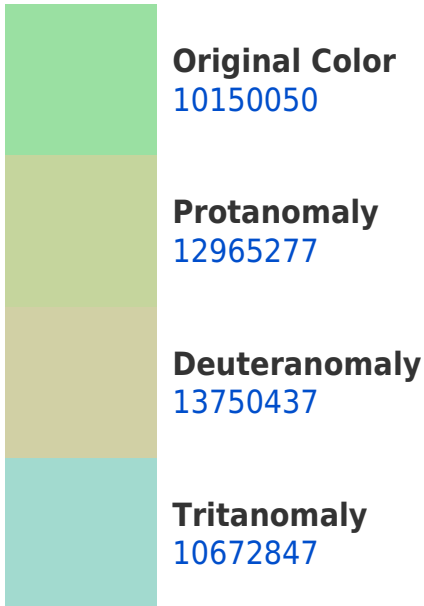 Original Color
10150050
Protanomaly
12965277
Deuteranomaly
13750437
Tritanomaly
10672847